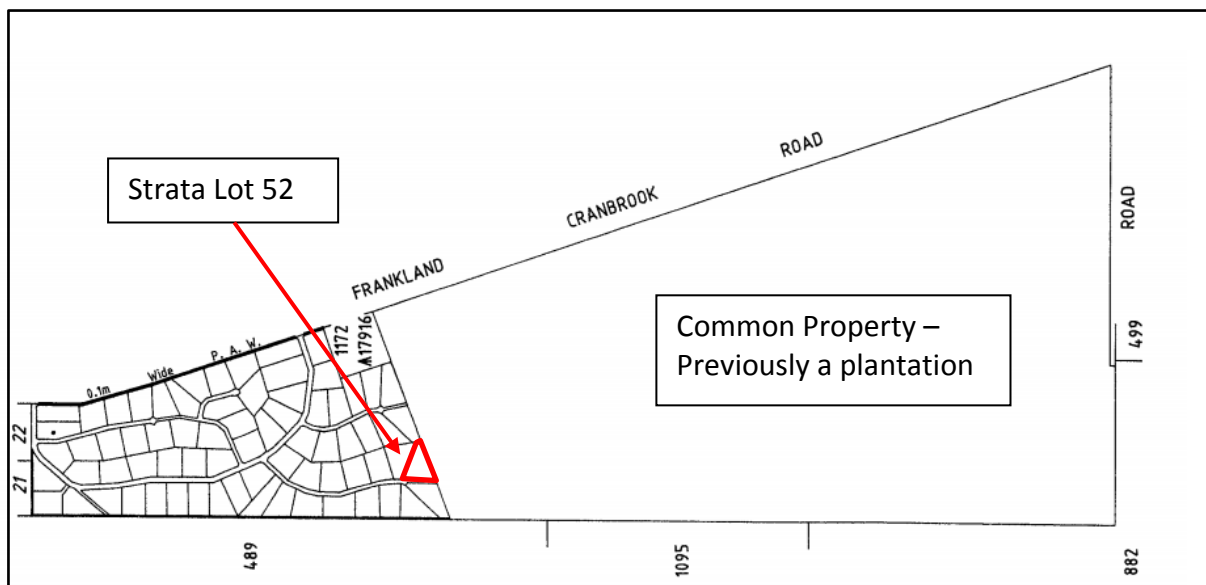 ROAD
Strata Lot 52
CRANBROOK
ROAD
FRANKLAND
Common Property –
Previously a plantation
1172
A17916
499
P. A. W.
Wide
0.1m
22
21
489
1095
882